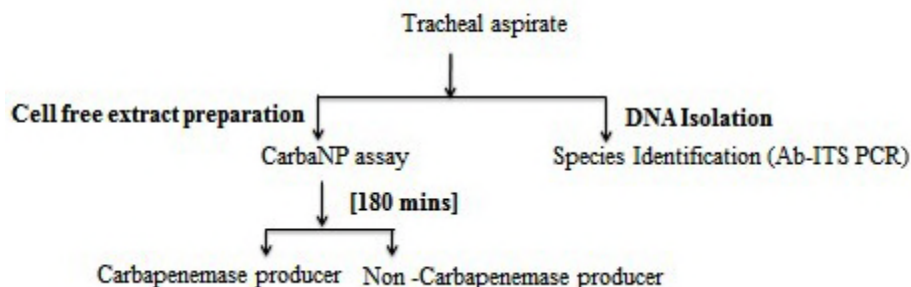 Tracheal aspirate
Cell free extract preparation
DNA Isolation
CarbaNP assay
Species Identification (Ab-ITS PCR)
[180 mins]
Carbapenemase producer
Non -Carbapenemase producer